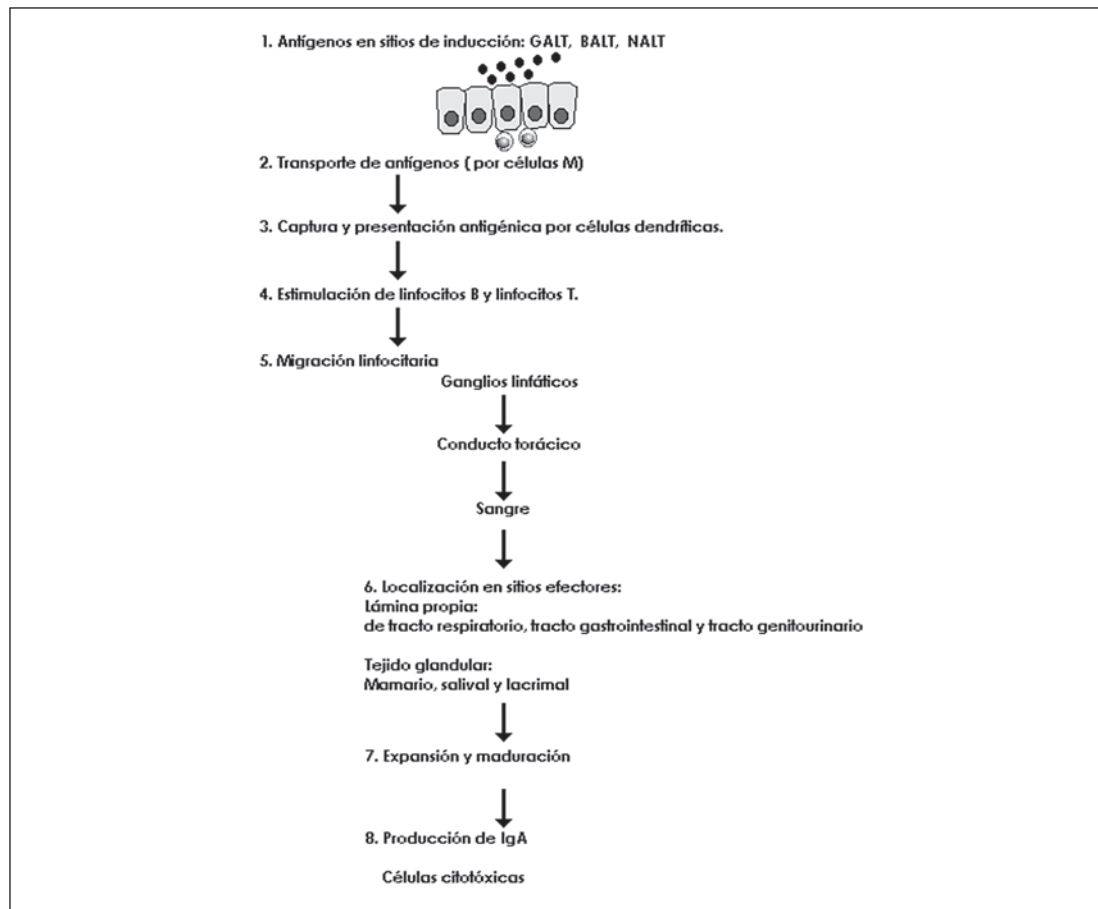 1. Antígenos en sitios de inducción: GALT, BALT, NALT
2. Transporte de antígenos ( por células M)
3. Captura y presentación antigénica por células dendríticas.
4. Estimulación de linfocitos B y linfocitos T.
5. Migración linfocitaria
Ganglios linfáticos
Conducto torácico
Sangre
6. Localización en sitios efectores:
Lámina propia:
de tracto respiratorio, tracto gastrointestinal y tracto genitourinario
Tejido glandular:
Mamario, salival y lacrimal
7. Expansión y maduración
8. Producción de IgA
Células citotóxicas